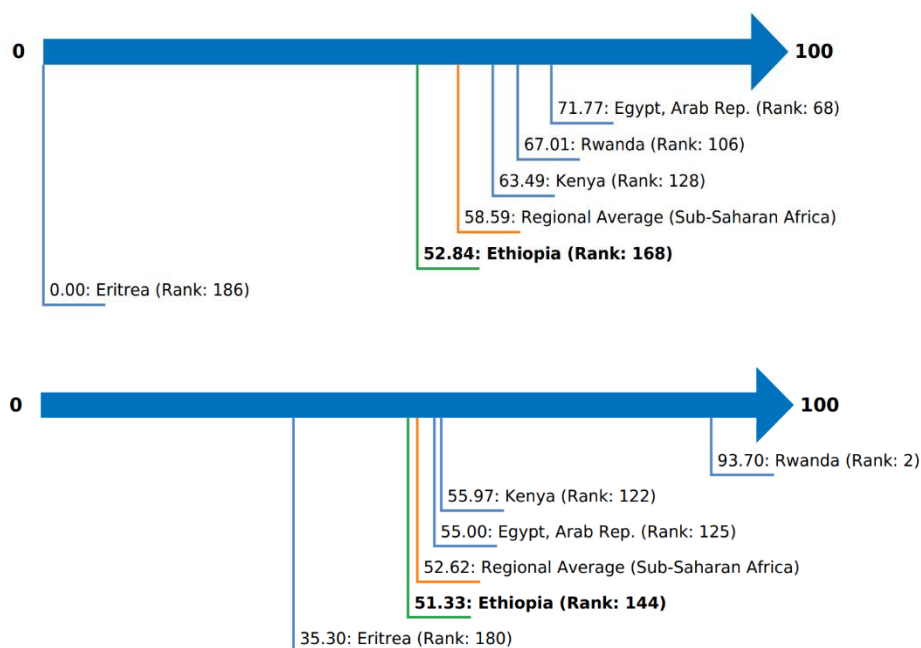 0
100
71.77: Egypt, Arab Rep. (Rank: 68)
67.01: Rwanda (Rank: 106)
63.49: Kenya (Rank: 128)
58.59: Regional Average (Sub-Saharan Africa)
52.84: Ethiopia (Rank: 168)
0.00: Eritrea (Rank: 186)
0
100
93.70: Rwanda (Rank: 2)
55.97: Kenya (Rank: 122)
55.00: Egypt, Arab Rep. (Rank: 125)
52.62: Regional Average (Sub-Saharan Africa)
51.33: Ethiopia (Rank: 144)
35.30: Eritrea (Rank: 180)